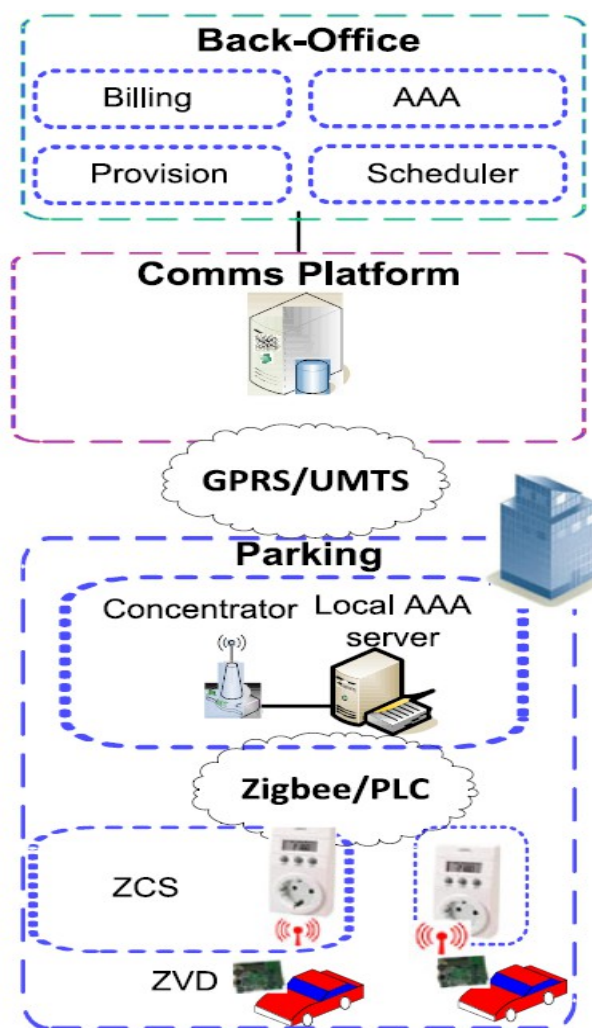 Back-Office
Billing
AAA
Provision
Scheduler
Comms Platform
GPRS/UMTS
Parking
Concentrator
Local AAA
server
Zigbee/PLC
ZCS
ZVD